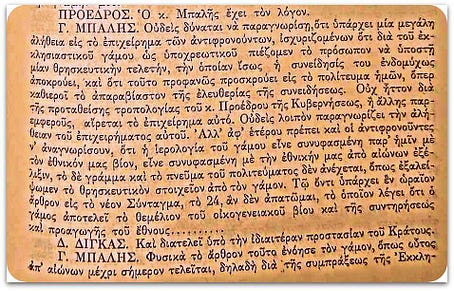 ΠΡΟΕΔΡΟΣ. Ὁ κ. Μπαλῆς ἔχει τὸν λόγον.
Γ. ΜΠΑΛΗΣ. Οὐδεὶς δύναται νὰ παραγνωρίση, ὅτι ὑπάρχει μία μεγάλη
ἀλήθεια εἰς τὸ ἐπιχείρημα τῶν ἀντιφρονούντων, ἰσχυριζομένων ὅτι διὰ τοῦ ἐκ-
κλησιαστικοῦ γάμου ὡς ὑποχρεωτικοῦ πιέζομεν τὸ πρόσωπον νὰ ὑποστῇ
μίαν θρησκευτικὴν τελετήν, τὴν ὁποίαν ἴσως ἡ συνείδησίς του ἐνδομύχως
ἀποκρούει, καὶ ὅτι τοῦτο προφανῶς προσκρούει εἰς τὸ πολίτευμα ἡμῶν, ὅπερ
καθιεροῖ τὸ ἀπαραβίαστον τῆς ἐλευθερίας τῆς συνειδήσεως. Οὐχ ἧττον διὰ
τῆς προταθείσης τροπολογίας τοῦ κ. Προέδρου τῆς Κυβερνήσεως, ἢ ἄλλης παρ-
εμφεροῦς, αἴρεται τὸ ἐπιχείρημα αὐτό. Οὐδεὶς λοιπὸν παραγνωρίζει τὴν ἀλή-
θειαν τοῦ ἐπιχειρήματος αὐτοῦ. Ἀλλ' ἀφ' ἑτέρου πρέπει καὶ οἱ ἀντιφρονοῦντες
ν' ἀναγνωρίσουν, ὅτι ἡ ἱερολογία τοῦ γάμου εἶνε συνυφασμένη παρ' ἡμῖν μὲ
τὸν ἐθνικόν μας βίον, εἶνε συνυφασμένη μὲ τὴν ἐθνικήν μας ἀπὸ αἰώνων ἐξέ-
λιξιν, τὸ δὲ γράμμα καὶ τὸ πνεῦμα τοῦ πολιτεύματος δὲν ἀνέχεται, ὅπως ἐξαλεί-
ψωμεν τὸ θρησκευτικὸν στοιχεῖον ἀπὸ τὸν γάμον. Τῷ ὄντι ὑπάρχει ἓν ὡραῖον
ἄρθρον εἰς τὸ νέον Σύνταγμα, τὸ 24, ἂν δὲν ἀπατῶμαι, τὸ ὁποῖον λέγει ὅτι ὁ
γάμος ἀποτελεῖ τὸ θεμέλιον τοῦ οἰκογενειακοῦ βίου καὶ τῆς συντηρήσεώς
καὶ προαγωγῆς τοῦ ἔθνους..........
Δ. ΔΙΓΚΑΣ. Καὶ διατελεῖ ὑπὸ τὴν ἰδιαιτέραν προστασίαν τοῦ Κράτους.
Γ. ΜΠΑΛΗΣ. Φυσικὰ τὸ ἄρθρον τοῦτο ἐνόησε τὸν γάμον, ὅπως οὗτος
ἀπ' αἰώνων μέχρι σήμερον τελεῖται, δηλαδὴ διὰ τῆς συμπράξεως τῆς Ἐκκλη-